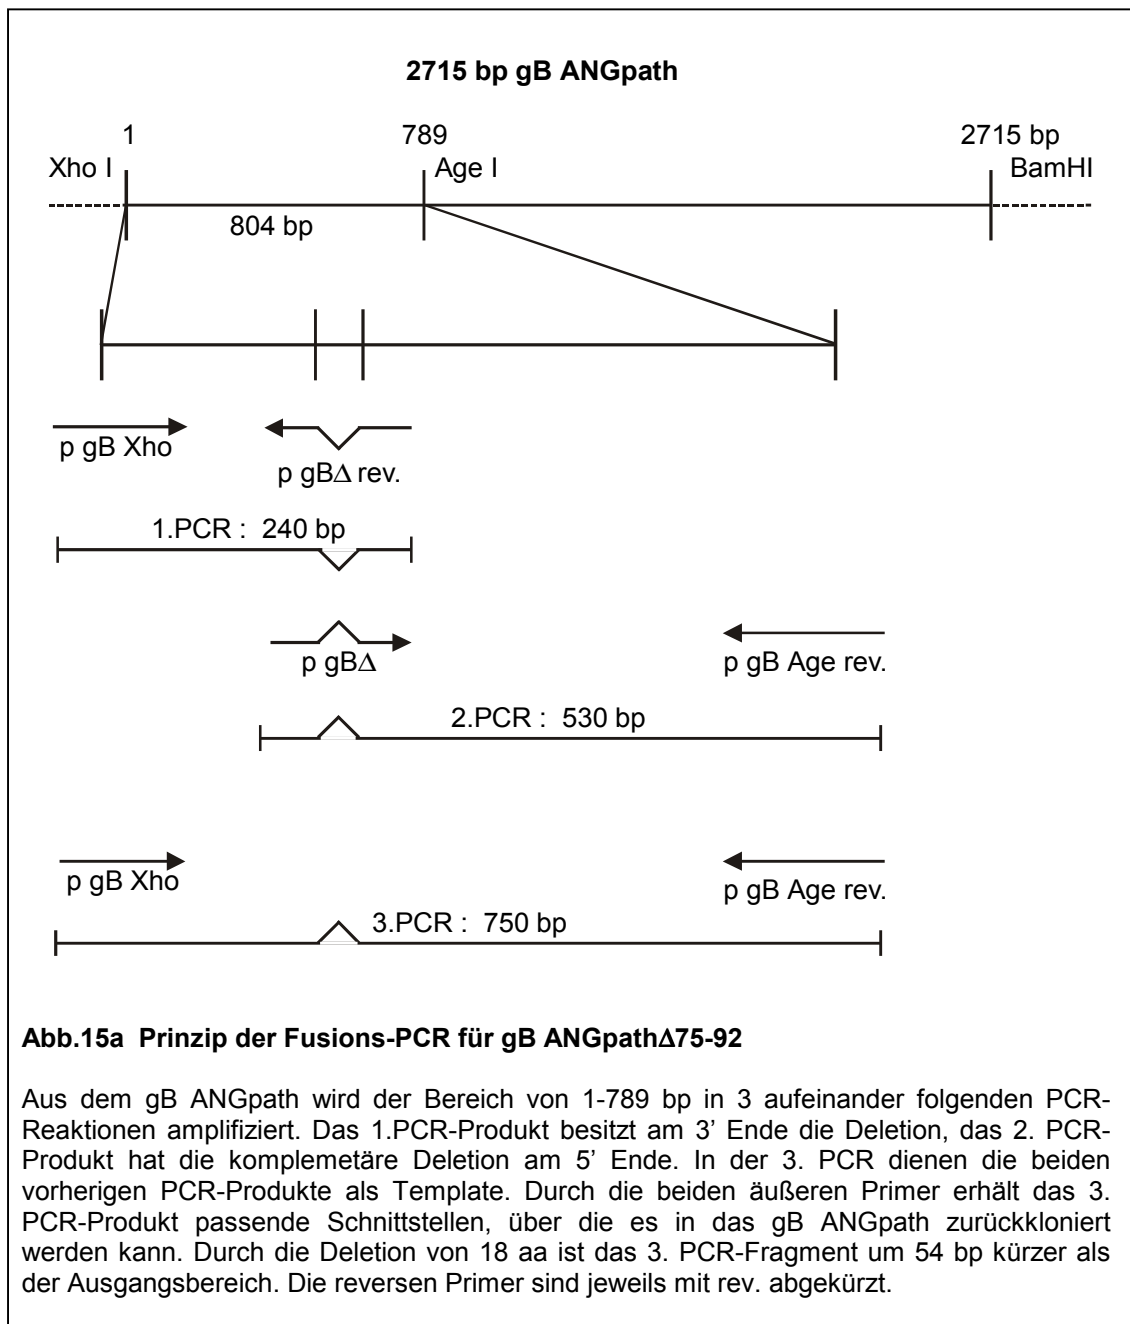 2715 bp gB ANGpath
1 789 2715 bp
Xho I Age I BamHI
804 bp
p gB Xho
p gBΔ rev.
1.PCR : 240 bp
p gBΔ
p gB Age rev.
2.PCR : 530 bp
p gB Xho
p gB Age rev.
3.PCR : 750 bp
Abb.15a Prinzip der Fusions-PCR für gB ANGpathΔ75-92
Aus dem gB ANGpath wird der Bereich von 1-789 bp in 3 aufeinander folgenden PCR-
Reaktionen amplifiziert. Das 1.PCR-Produkt besitzt am 3’ Ende die Deletion, das 2. PCR-
Produkt hat die komplemetäre Deletion am 5’ Ende. In der 3. PCR dienen die beiden
vorherigen PCR-Produkte als Template. Durch die beiden äußeren Primer erhält das 3.
PCR-Produkt passende Schnittstellen, über die es in das gB ANGpath zurückkloniert
werden kann. Durch die Deletion von 18 aa ist das 3. PCR-Fragment um 54 bp kürzer als
der Ausgangsbereich. Die reversen Primer sind jeweils mit rev. abgekürzt.